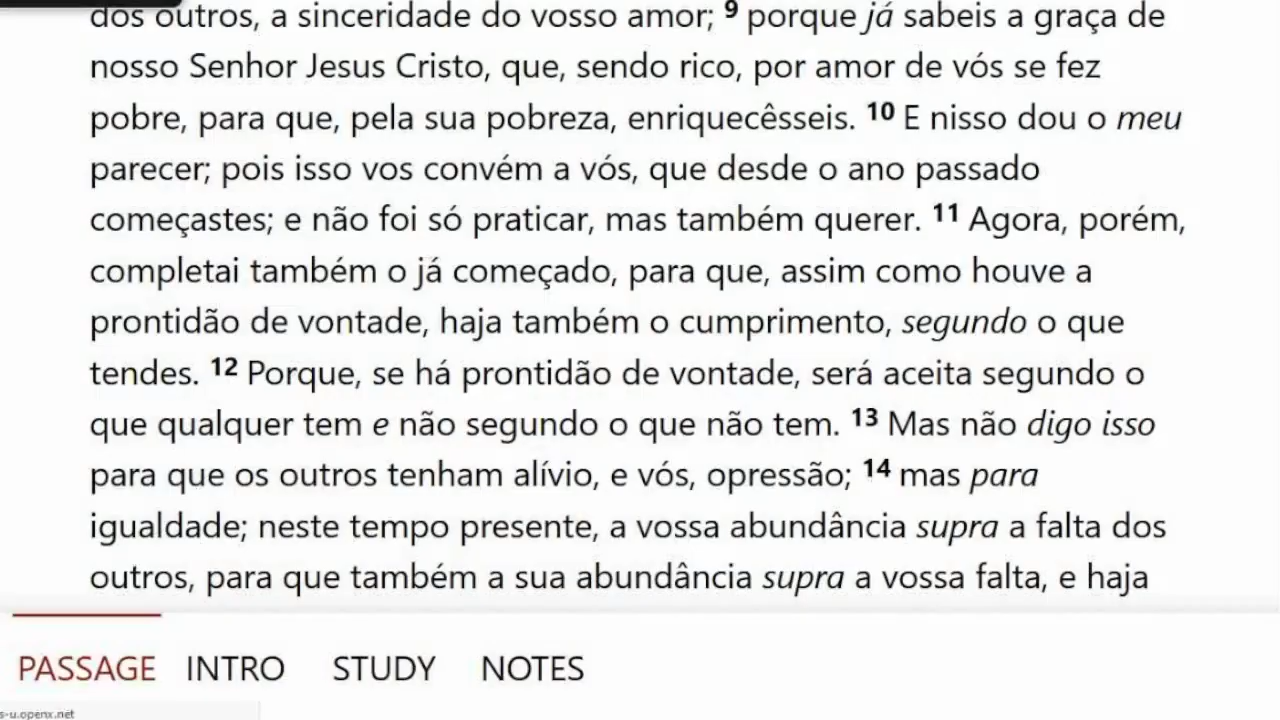 dos outros, a sinceridade do vosso amor; 9 porque já sabeis a graça de
nosso Senhor Jesus Cristo, que, sendo rico, por amor de vós se fez
pobre, para que, pela sua pobreza, enriquecêsseis. 10 E nisso dou o meu
parecer; pois isso vos convém a vós, que desde o ano passado
começastes; e não foi só praticar, mas também querer. 11 Agora, porém,
completai também o já começado, para que, assim como houve a
prontidão de vontade, haja também o cumprimento, segundo o que
tendes. 12 Porque, se há prontidão de vontade, será aceita segundo o
que qualquer tem e não segundo o que não tem. 13 Mas não digo isso
para que os outros tenham alívio, e vós, opressão; 14 mas para
igualdade; neste tempo presente, a vossa abundância supra a falta dos
outros, para que também a sua abundância supra a vossa falta, e haja
PASSAGE INTRO STUDY NOTES
s-u.openx.net